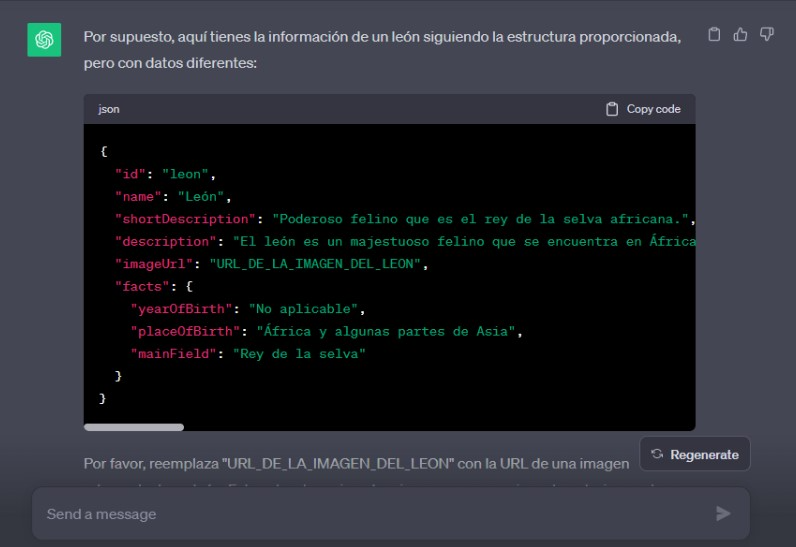 Por supuesto, aquí tienes la información de un león siguiendo la estructura proporcionada,
pero con datos diferentes:
json
Copy code
{
"id": "leon",
"name": "León",
"shortDescription": "Poderoso felino que es el rey de la selva africana.",
"description": "El león es un majestuoso felino que se encuentra en África
"imageUrl": "URL_DE_LA_IMAGEN_DEL_LEON",
"facts": {
"yearOfBirth": "No aplicable",
"placeOfBirth": "África y algunas partes de Asia",
"mainField": "Rey de la selva"
}
}
Por favor, reemplaza "URL_DE_LA_IMAGEN_DEL_LEON" con la URL de una imagen
Regenerate
Send a message